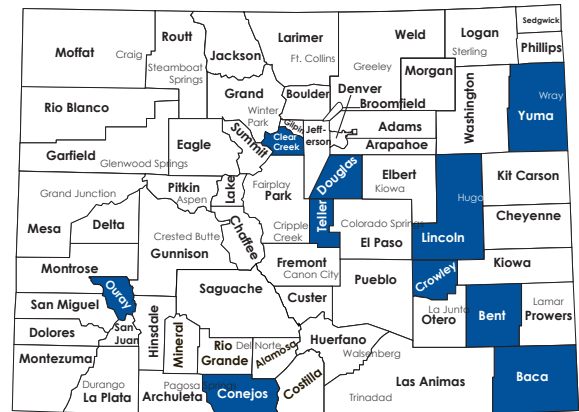 Moffat
Craig
Routt
Steamboat
Springs
Jackson
Larimer
Ft. Collins
Weld
Greeley
Logan
Sterling
Sedgwick
Phillips
Morgan
Washington
Wray
Yuma
Rio Blanco
Grand
Winter
Park
Boulder
Denver
Broomfield
Gilpin
Clear
Creek
Jeff-
erson
Adams
Arapahoe
Garfield
Glenwood Springs
Eagle
Summit
Douglas
Elbert
Kiowa
Kit Carson
Grand Junction
Mesa
Delta
Pitkin
Aspen
Lake
Fairplay
Park
Teller
Cripple
Creek
Colorado Springs
El Paso
Hugo
Lincoln
Cheyenne
Crested Butte
Gunnison
Chaffee
Fremont
Canon City
Kiowa
Montrose
Ouray
Saguache
Custer
Pueblo
Crowley
La Junta
Otero
Bent
Lamar
Prowers
San Miguel
Dolores
San
Juan
Hinsdale
Mineral
Rio
Grande
Del Norte
Alamosa
Huerfano
Walsenberg
Montezuma
Durango
La Plata
Archuleta
Pagosa Springs
Conejos
Costilla
Trinadad
Las Animas
Baca